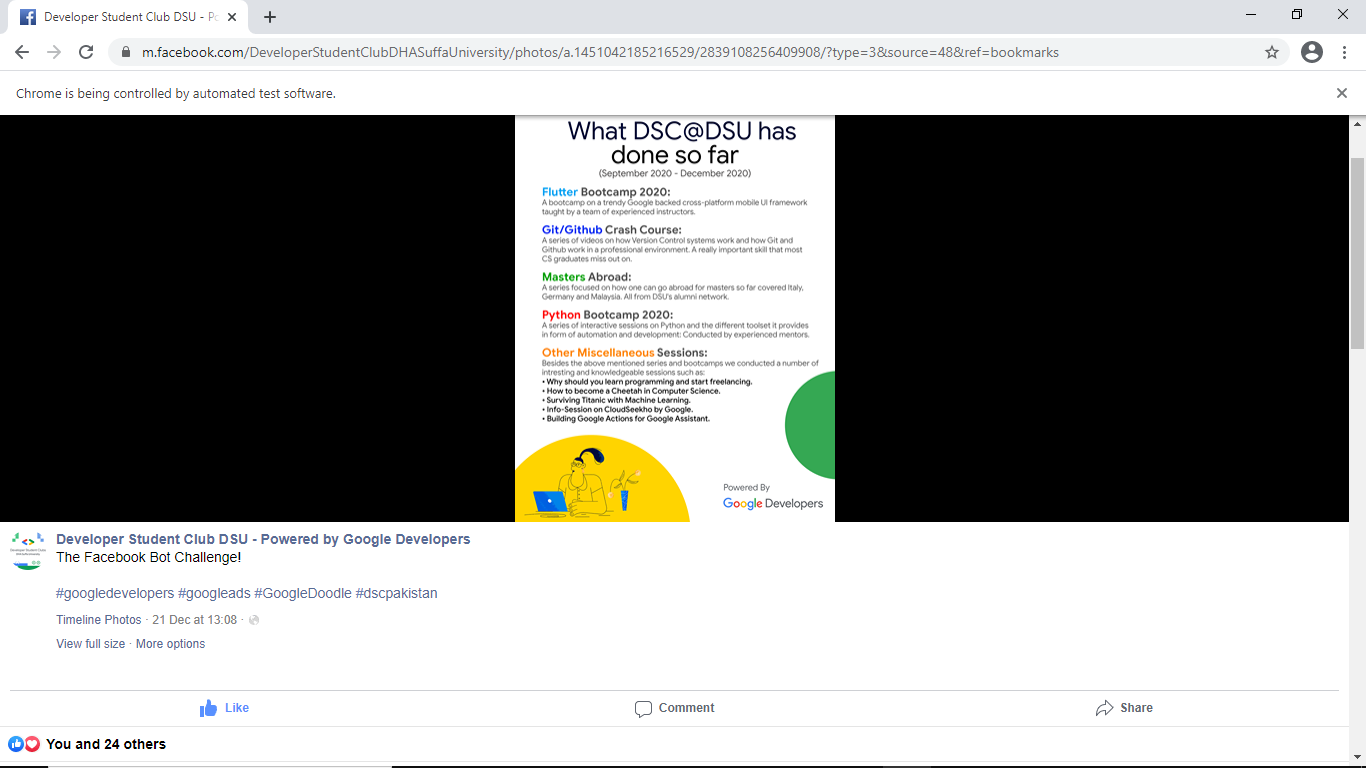 Developer Student Club DSU - Po
m.facebook.com/DeveloperStudentClubDHASuffaUniversity/photos/a.1451042185216529/2839108256409908/?type=3&source=48&ref=bookmarks
Chrome is being controlled by automated test software.
What DSC@DSU has
done so far
(September 2020 - December 2020)
Flutter Bootcamp 2020:
A bootcamp on a trendy Google backed cross-platform mobile UI framework
taught by a team of experienced instructors.
Git/Github Crash Course:
A series of videos on how Version Control systems work and how Git and
Github work in a professional environment. A really important skill that most
CS graduates miss out on.
Masters Abroad:
A series focused on how one can go abroad for masters so far covered Italy,
Germany and Malaysia. All from DSU's alumni network.
Python Bootcamp 2020:
A series of interactive sessions on Python and the different toolset it provides
in form of automation and development: Conducted by experienced mentors.
Other Miscellaneous Sessions:
Besides the above mentioned series and bootcamps we conducted a number of
intresting and knowledgeable sessions such as:
• Why should you learn programming and start freelancing.
• How to become a Cheetah in Computer Science.
• Surviving Titanic with Machine Learning.
• Info-Session on CloudSeekho by Google.
• Building Google Actions for Google Assistant.
Powered By
Google Developers
Developer Student Club DSU - Powered by Google Developers
The Facebook Bot Challenge!
#googledevelopers #googleads #GoogleDoodle #dscpakistan
Timeline Photos · 21 Dec at 13:08 ·
View full size · More options
Like
Comment
Share
You and 24 others